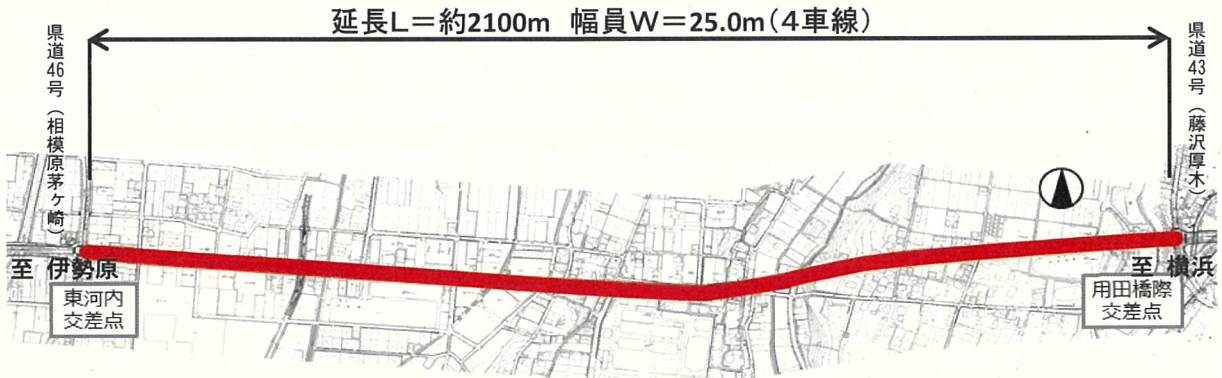 延長L=約2100m 幅員W=25.0m(4車線)
県道46号(相模原茅ヶ崎)
県道43号(藤沢厚木)
至 伊勢原
至 横浜
東河内
交差点
用田橋際
交差点